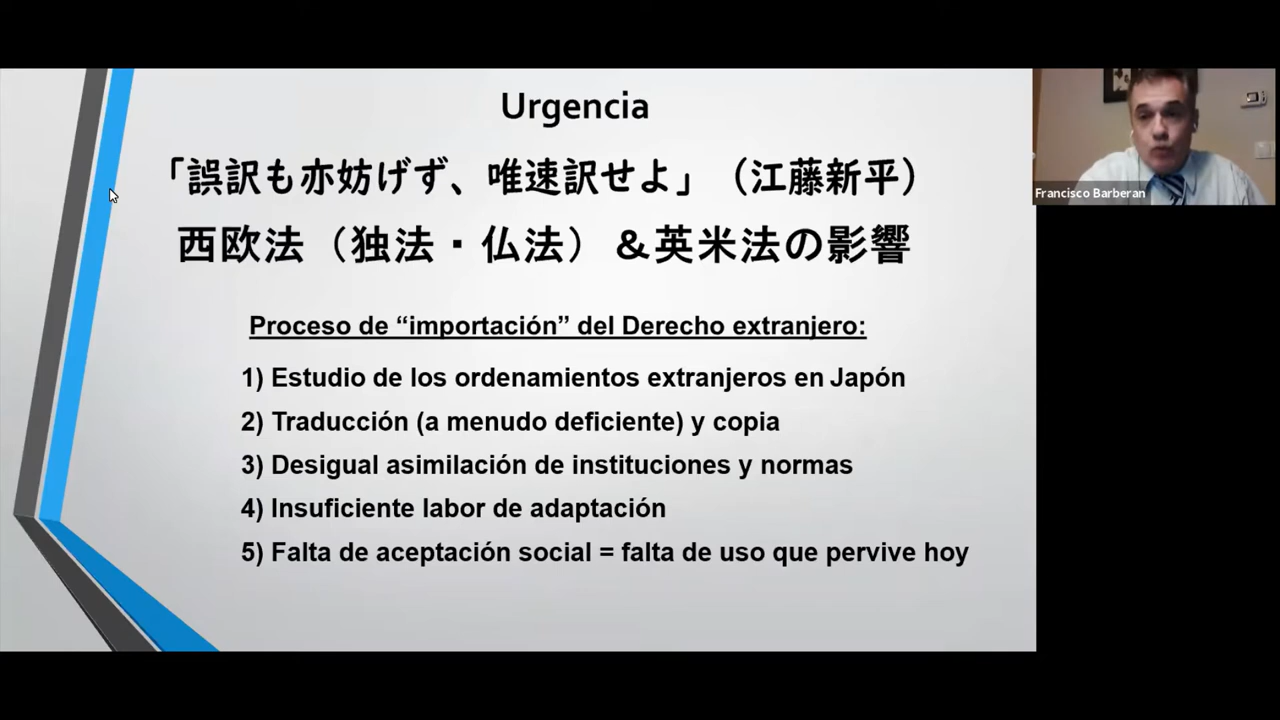 Urgencia
「誤訳も亦妨げず、唯速訳せよ」（江藤新平）
西欧法（独法・仏法）＆英米法の影響
Proceso de “importación” del Derecho extranjero:
1) Estudio de los ordenamientos extranjeros en Japón
2) Traducción (a menudo deficiente) y copia
3) Desigual asimilación de instituciones y normas
4) Insuficiente labor de adaptación
5) Falta de aceptación social = falta de uso que pervive hoy
Francisco Barberan